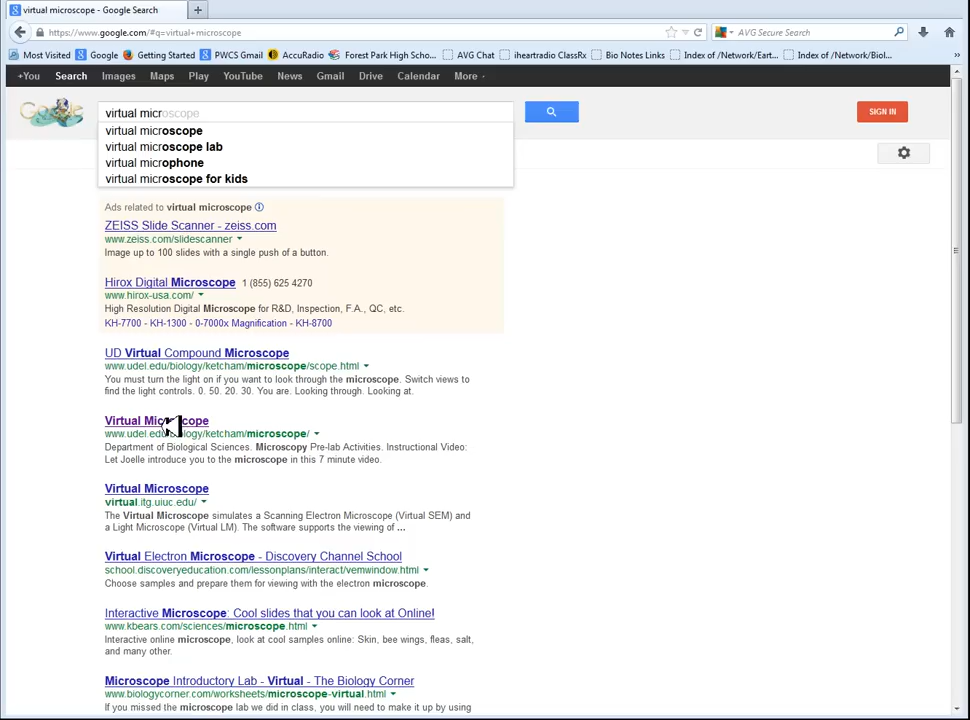 virtual microscope - Google Search
https://www.google.com/#q=virtual+microscope
AVG Secure Search
Most Visited Google Getting Started PWCS Gmail AccuRadio Forest Park High Scho... AVG Chat iheartradio ClassRx Bio Notes Links Index of /Network/Eart... Index of /Network/Biol...
+You Search Images Maps Play YouTube News Gmail Drive Calendar More
Google
virtual microscope
SIGN IN
virtual microscope
virtual microscope lab
virtual microphone
virtual microscope for kids
Ads related to virtual microscope
ZEISS Slide Scanner - zeiss.com
www.zeiss.com/slidescanner
Image up to 100 slides with a single push of a button.
Hirox Digital Microscope 1 (855) 625 4270
www.hirox-usa.com/
High Resolution Digital Microscope for R&D, Inspection, F.A., QC, etc.
KH-7700 - KH-1300 - 0-7000x Magnification - KH-8700
UD Virtual Compound Microscope
www.udel.edu/biology/ketcham/microscope/scope.html
You must turn the light on if you want to look through the microscope. Switch views to
find the light controls. 0. 50. 20. 30. You are. Looking through. Looking at.
Virtual Microscope
www.udel.edu/biology/ketcham/microscope/
Department of Biological Sciences. Microscopy Pre-lab Activities. Instructional Video:
Let Joelle introduce you to the microscope in this 7 minute video.
Virtual Microscope
virtual.itg.uiuc.edu/
The Virtual Microscope simulates a Scanning Electron Microscope (Virtual SEM) and
a Light Microscope (Virtual LM). The software supports the viewing of ...
Virtual Electron Microscope - Discovery Channel School
school.discoveryeducation.com/lessonplans/interact/vemwindow.html
Choose samples and prepare them for viewing with the electron microscope.
Interactive Microscope: Cool slides that you can look at Online!
www.kbears.com/sciences/microscope.html
Interactive online microscope, look at cool samples online: Skin, bee wings, fleas, salt,
and many other.
Microscope Introductory Lab - Virtual - The Biology Corner
www.biologycorner.com/worksheets/microscope-virtual.html
If you missed the microscope lab we did in class, you will need to make it up by using